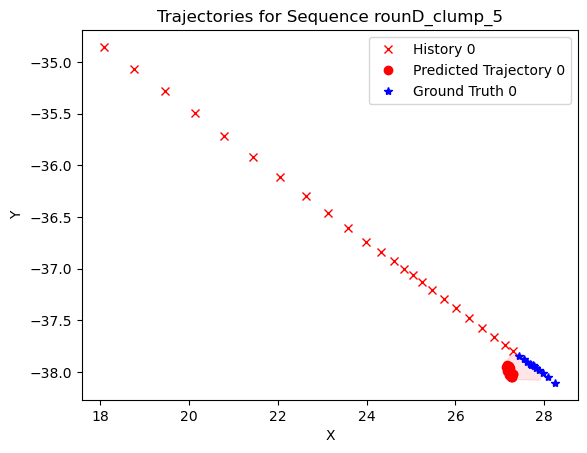 Trajectories for Sequence rounD_clump_5
History 0
Predicted Trajectory 0
Ground Truth 0
Y
−35.0
−35.5
−36.0
−36.5
−37.0
−37.5
−38.0
18
20
22
24
26
28
X